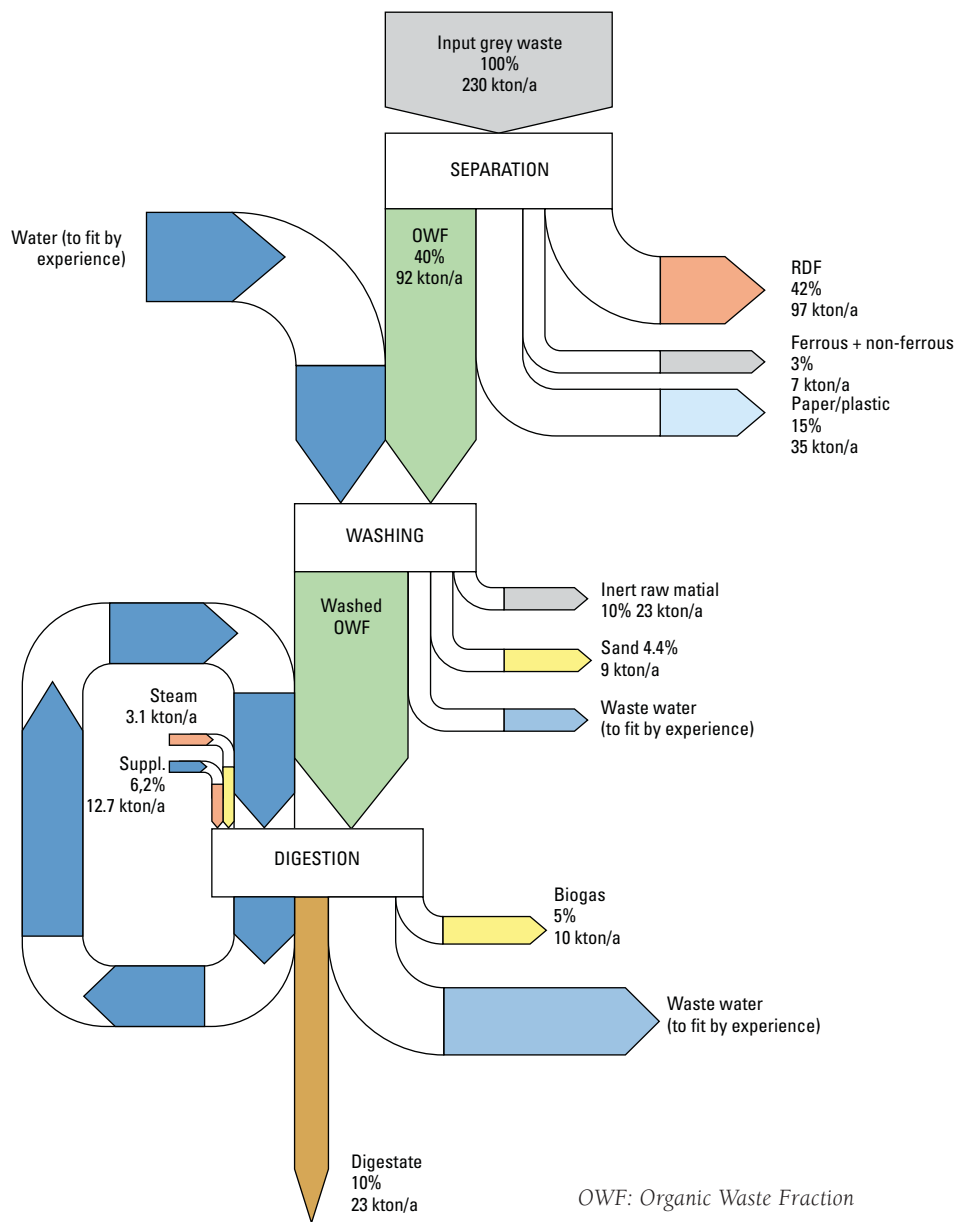 Input grey waste
100%
230 kton/a
SEPARATION
Water (to fit by
experience)
OWF
40%
92 kton/a
RDF
42%
97 kton/a
Ferrous + non-ferrous
3%
7 kton/a
Paper/plastic
15%
35 kton/a
WASHING
Washed
OWF
Inert raw matial
10% 23 kton/a
Sand 4.4%
9 kton/a
Waste water
(to fit by experience)
Steam
3.1 kton/a
Suppl.
6,2%
12.7 kton/a
DIGESTION
Biogas
5%
10 kton/a
Waste water
(to fit by experience)
Digestate
10%
23 kton/a
OWF: Organic Waste Fraction